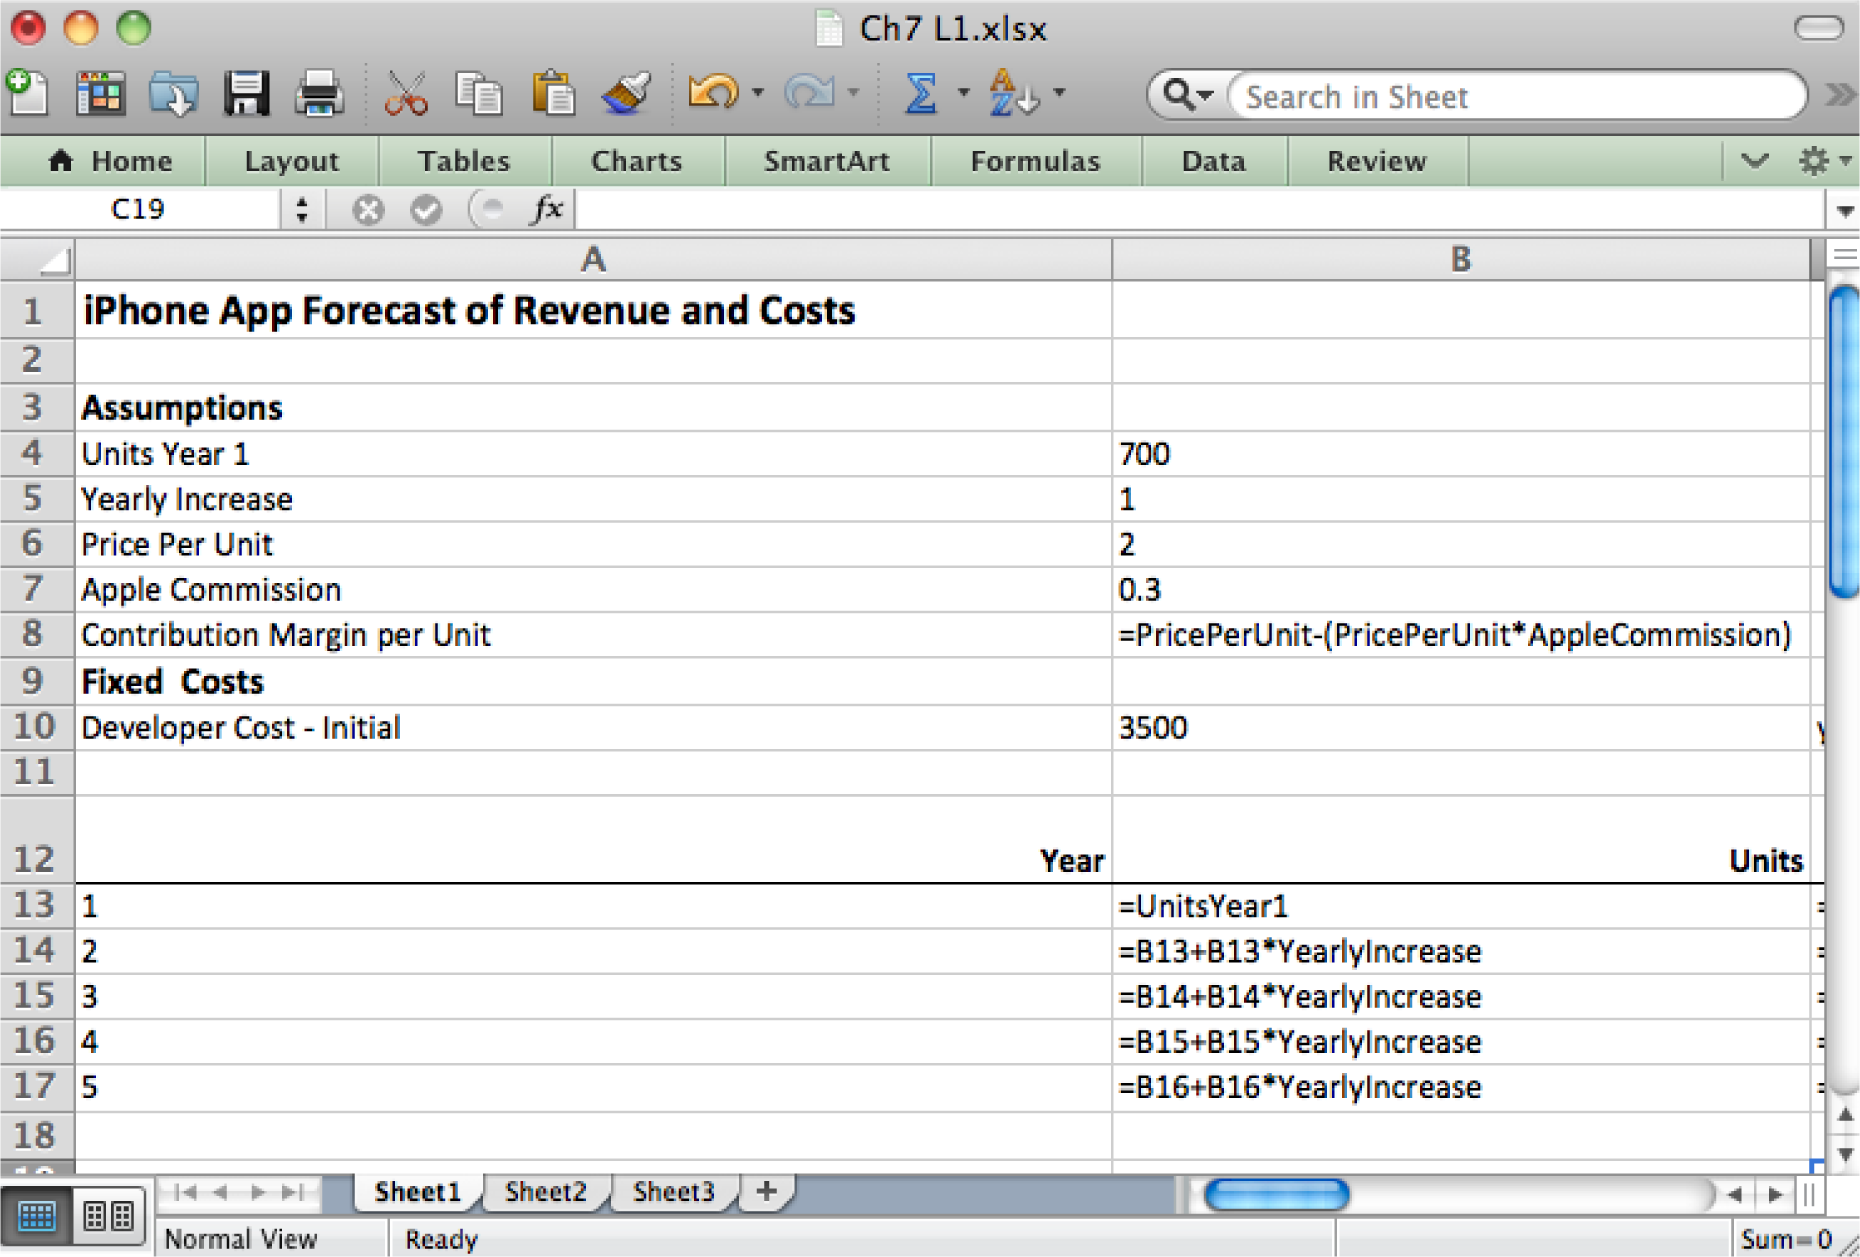 Ch7 L1.xlsx
Search in Sheet
Home Layout Tables Charts SmartArt Formulas Data Review
C19 fx
A B
1 iPhone App Forecast of Revenue and Costs
2
3 Assumptions
4 Units Year 1 700
5 Yearly Increase 1
6 Price Per Unit 2
7 Apple Commission 0.3
8 Contribution Margin per Unit =PricePerUnit-(PricePerUnit*AppleCommission)
9 Fixed  Costs
10 Developer Cost - Initial 3500
11
12 Year Units
13 1 =UnitsYear1
14 2 =B13+B13*YearlyIncrease
15 3 =B14+B14*YearlyIncrease
16 4 =B15+B15*YearlyIncrease
17 5 =B16+B16*YearlyIncrease
18
Sheet1 Sheet2 Sheet3 +
Normal View Ready Sum=0